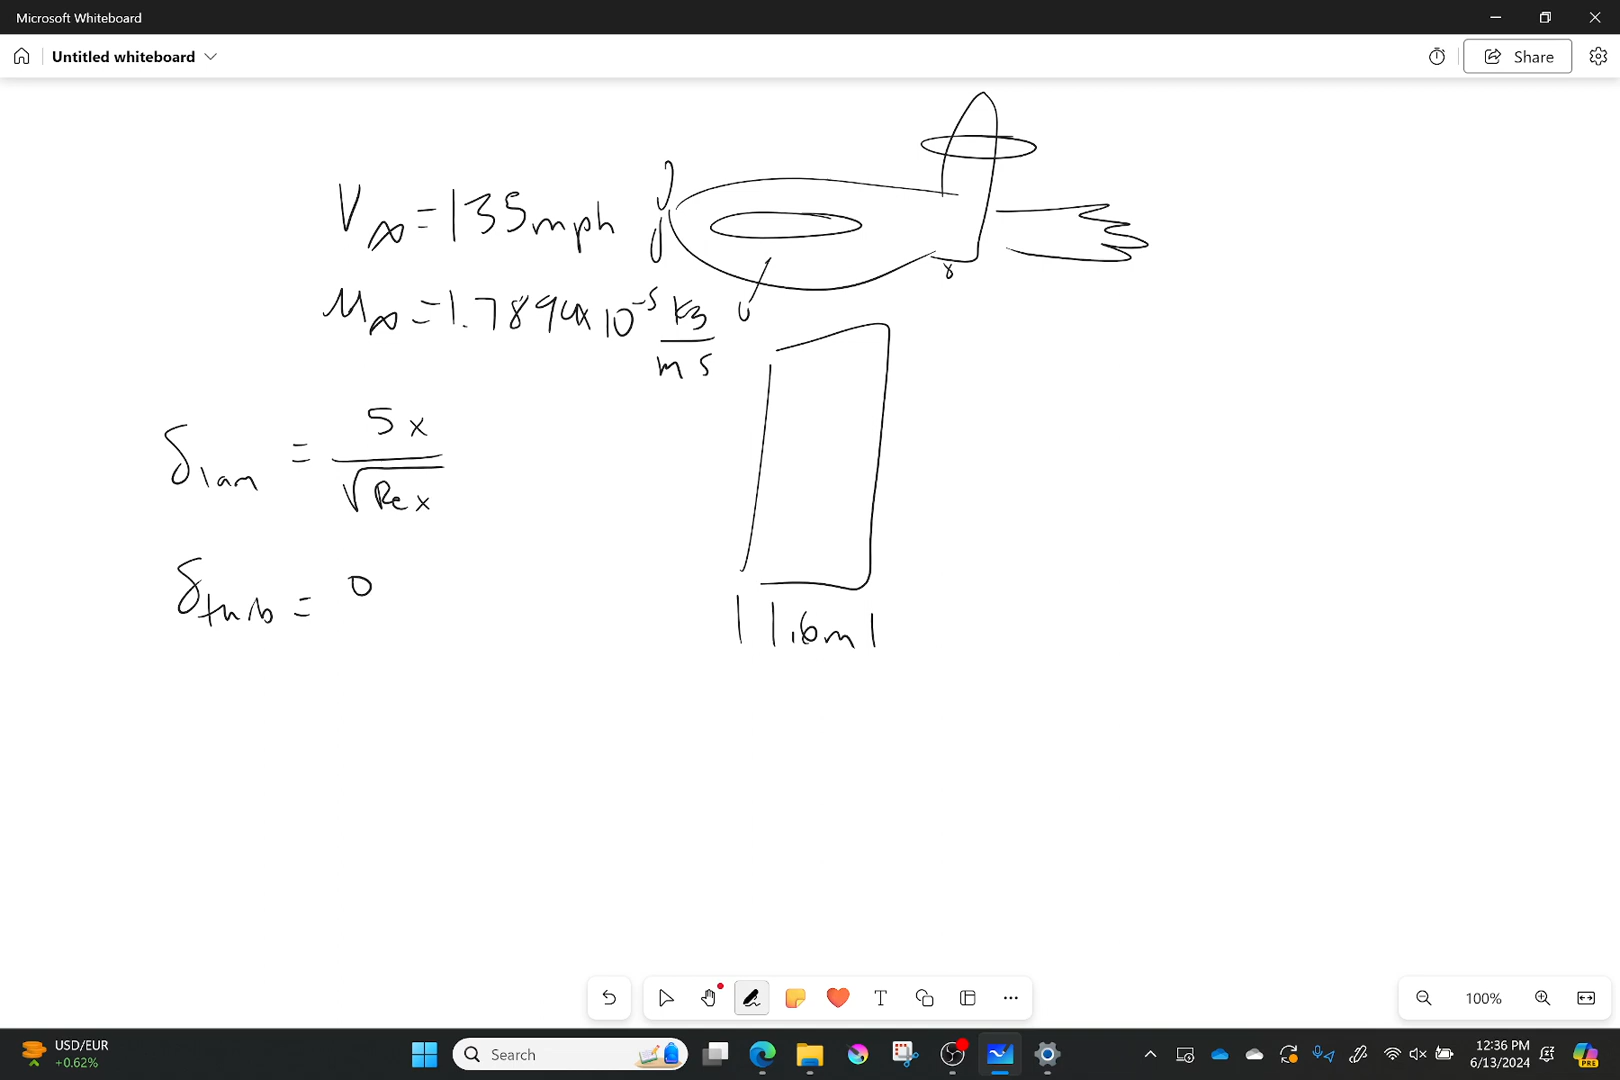 Microsoft Whiteboard
Untitled whiteboard
Share
V∞ = 135mph
μ∞ = 1.7894x10^-5 kg
m s
δlam = 5x
√Rex
δturb = 0
| 1.6m |
100%
USD/EUR
+0.62%
Search
12:36 PM
6/13/2024
PRE